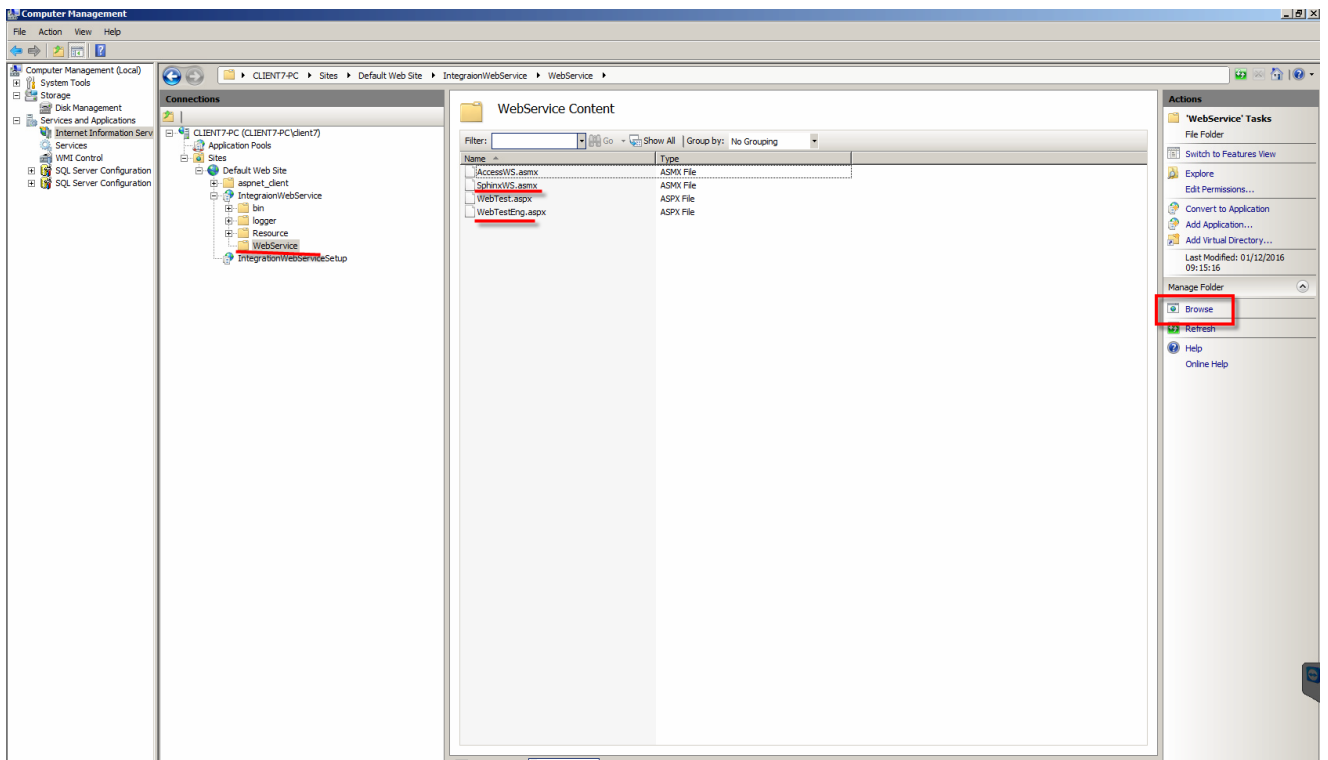 Computer Management
File Action View Help
Computer Management (Local)
System Tools
Storage
Disk Management
Services and Applications
Internet Information Serv
Services
WMI Control
SQL Server Configuration
SQL Server Configuration
CLIENT7-PC Sites Default Web Site IntegraionWebService WebService
Connections
CLIENT7-PC (CLIENT7-PC\client7)
Application Pools
Sites
Default Web Site
aspnet_client
IntegraionWebService
bin
logger
Resource
WebService
IntegrationWebServiceSetup
WebService Content
Filter: Go Show All Group by: No Grouping
Name Type
AccessWS.asmx ASMX File
SphinxWS.asmx ASMX File
WebTest.aspx ASPX File
WebTestEng.aspx ASPX File
Actions
'WebService' Tasks
File Folder
Switch to Features View
Explore
Edit Permissions...
Convert to Application
Add Application...
Add Virtual Directory...
Last Modified: 01/12/2016
09:15:16
Manage Folder
Browse
Refresh
Help
Online Help